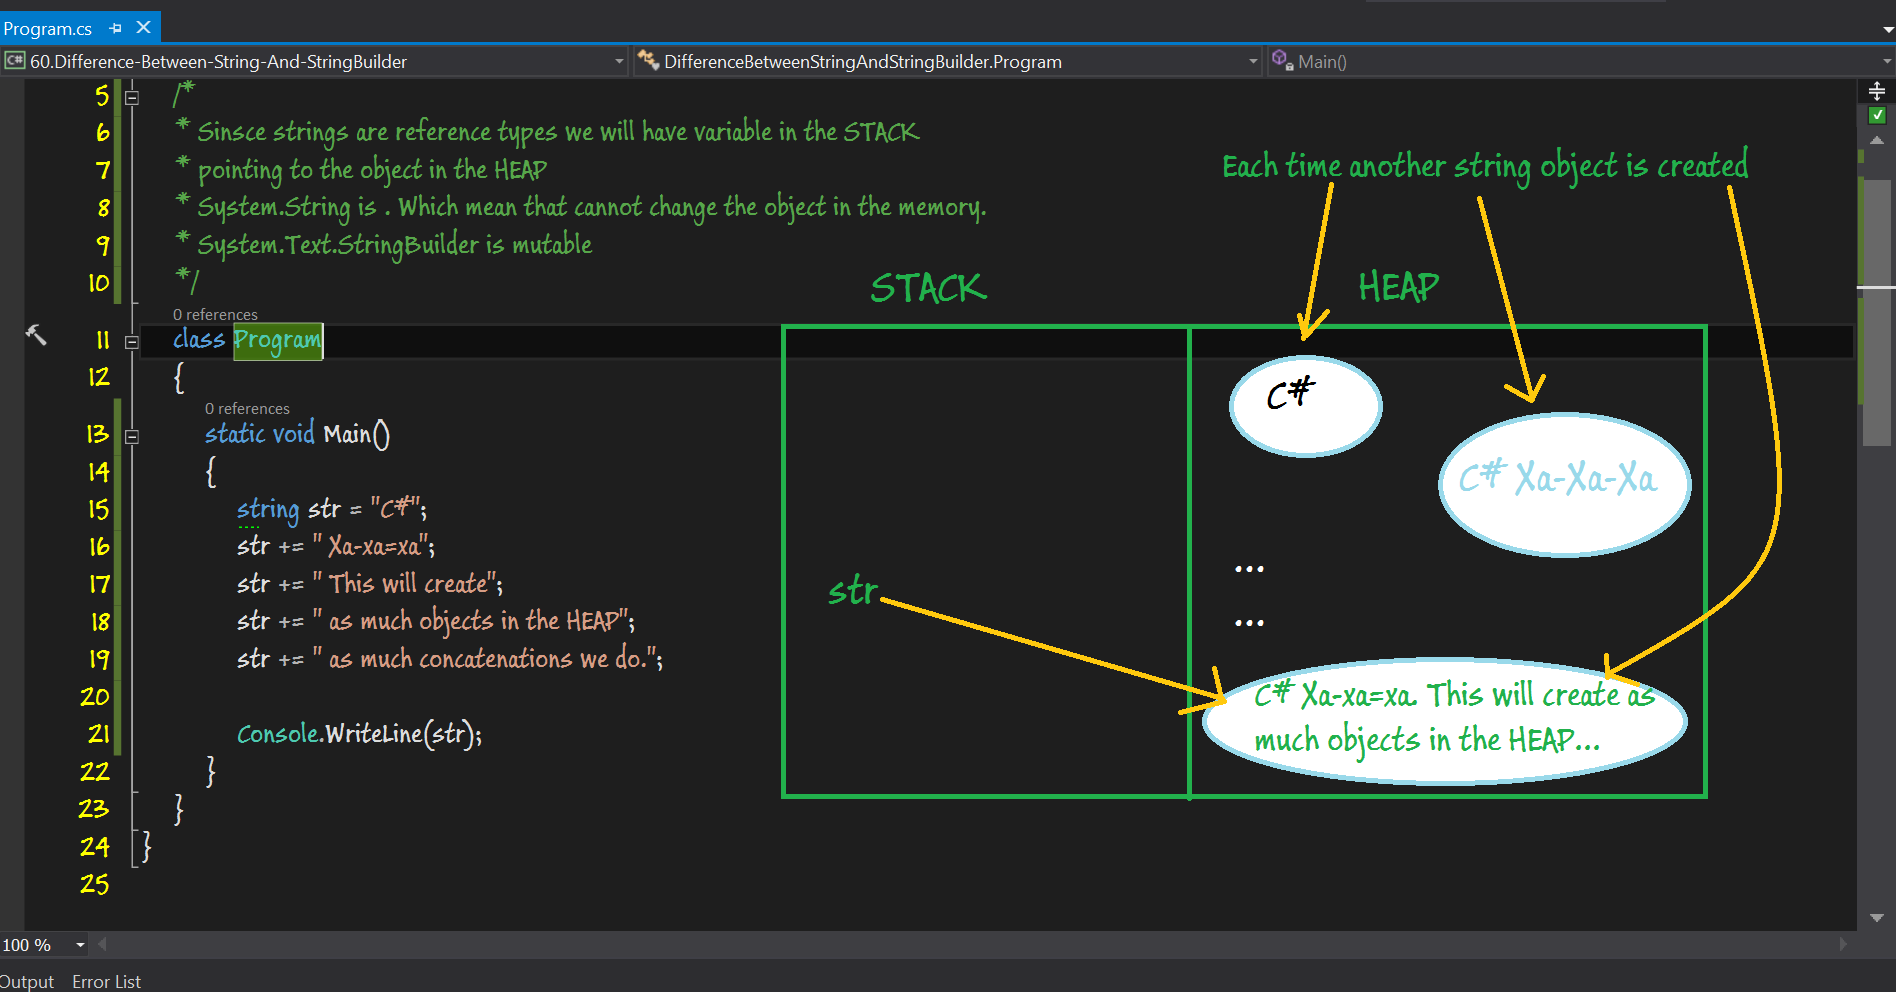 Program.cs
C# 60.Difference-Between-String-And-StringBuilder
DifferenceBetweenStringAndStringBuilder.Program
Main()
5 /*
6 * Sinsce strings are reference types we will have variable in the STACK
7 * pointing to the object in the HEAP
8 * System.String is . Which mean that cannot change the object in the memory.
9 * System.Text.StringBuilder is mutable
10 */
0 references
11 class Program
12 {
0 references
13 static void Main()
14 {
15 string str = "C#";
16 str += " Xa-xa=xa";
17 str += " This will create";
18 str += " as much objects in the HEAP";
19 str += " as much concatenations we do.";
20
21 Console.WriteLine(str);
22 }
23 }
24 }
25
Each time another string object is created
STACK
HEAP
C#
C# Xa-Xa-Xa
...
str
...
C# Xa-xa=xa. This will create as
much objects in the HEAP...
100 %
Output Error List